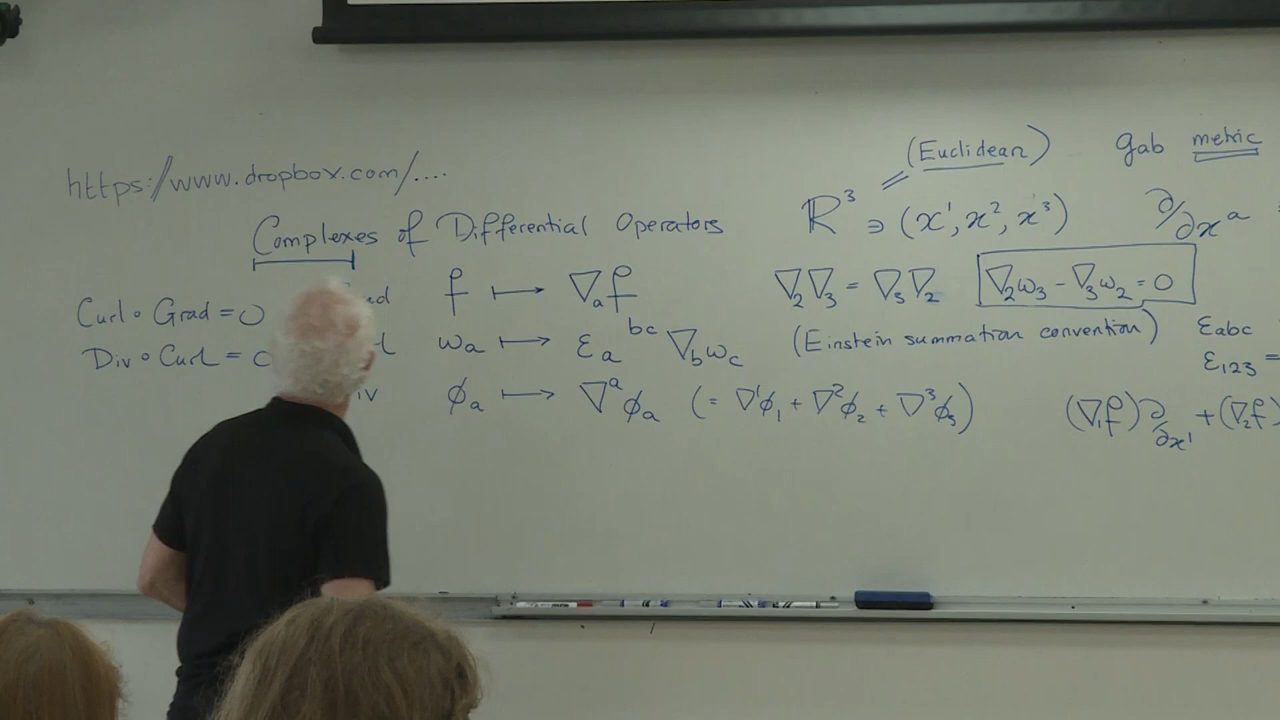 https://www.dropbox.com/....
(Euclidean) gab metric
Complexes of Differential Operators
ℝ³ ∋ (x¹, x², x³) ∂/∂xᵃ
Curl ∘ Grad = 0
f ⟼ ∇ₐf
∇₂∇₃ = ∇₃∇₂ ∇₂ω₃ - ∇₃ω₂ = 0
Div ∘ Curl =
ωₐ ⟼ εₐᵇᶜ ∇_bω_c
(Einstein summation convention) ε_abc
ε₁₂₃ =
ϕₐ ⟼ ∇ᵃϕₐ (= ∇¹ϕ₁ + ∇²ϕ₂ + ∇³ϕ₃)
(∇₁f)∂/∂x¹ + (∇₂f)